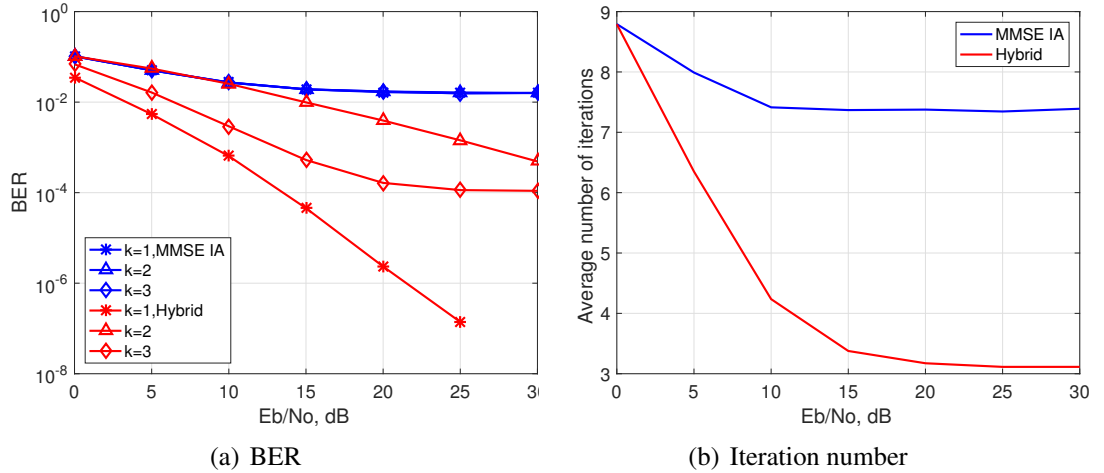 10^0
10^-2
10^-4
10^-6
10^-8
BER
0 5 10 15 20 25 30
Eb/No, dB
k=1,MMSE IA
k=2
k=3
k=1,Hybrid
k=2
k=3
(a) BER
9
8
7
6
5
4
3
Average number of iterations
0 5 10 15 20 25 30
Eb/No, dB
MMSE IA
Hybrid
(b) Iteration number